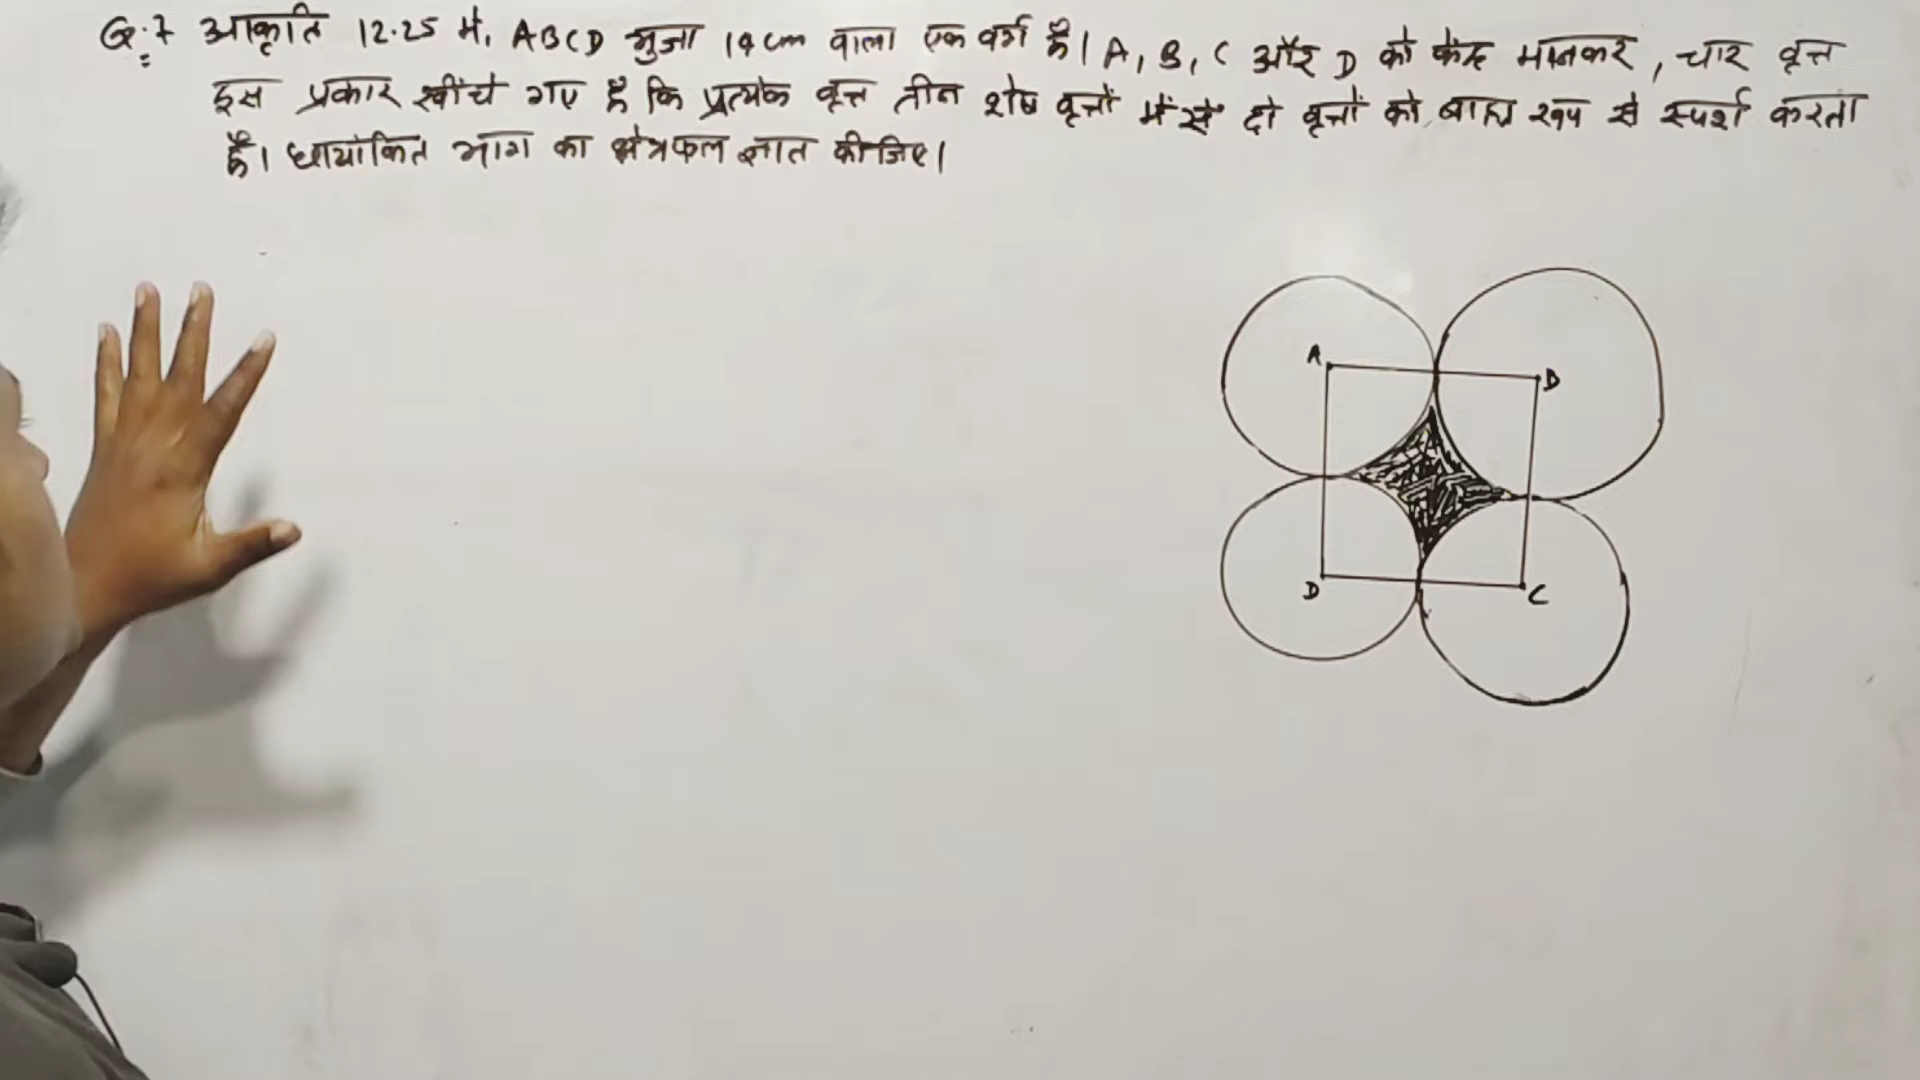 Q.7 आकृति 12.25 में, ABCD भुजा 14 cm वाला एक वर्ग है। A, B, C और D को केंद्र मानकर, चार वृत्त
इस प्रकार खींचे गए हैं कि प्रत्येक वृत्त तीन शेष वृत्तों में से दो वृत्तों को बाह्य रूप से स्पर्श करता
है। छायांकित भाग का क्षेत्रफल ज्ञात कीजिए।
A
B
D
C